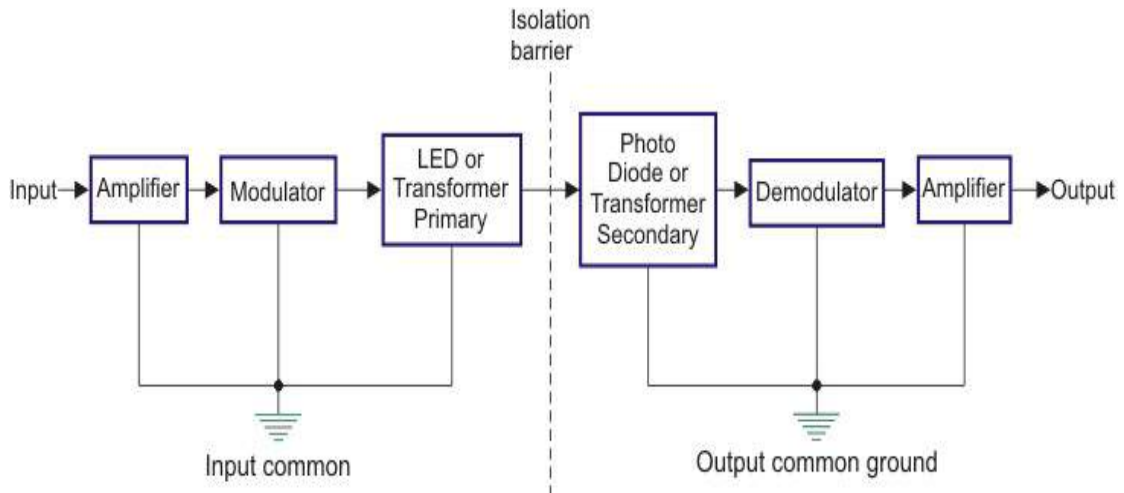 Isolation
barrier
Input
Amplifier
Modulator
LED or
Transformer
Primary
Photo
Diode or
Transformer
Secondary
Demodulator
Amplifier
Output
Input common
Output common ground